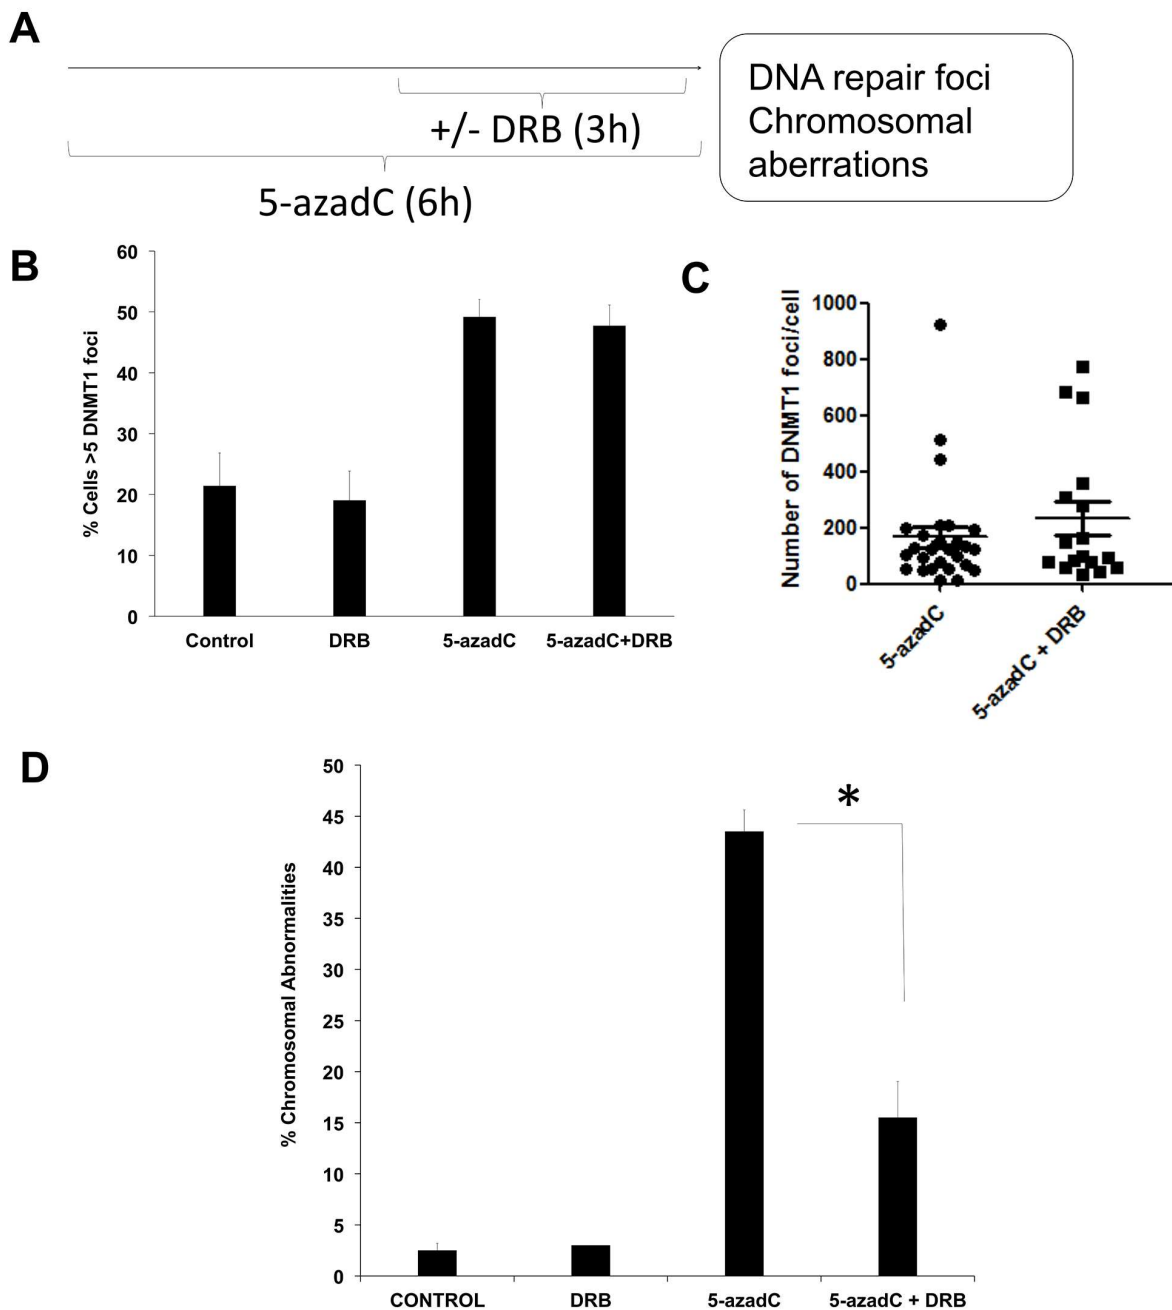 A
DNA repair foci
Chromosomal
aberrations
+/- DRB (3h)
5-azadC (6h)
B
% Cells >5 DNMT1 foci
60
50
40
30
20
10
0
Control
DRB
5-azadC
5-azadC+DRB
C
Number of DNMT1 foci/cell
1000
800
600
400
200
0
5-azadC
5-azadC + DRB
D
% Chromosomal Abnormalities
50
45
40
35
30
25
20
15
10
5
0
*
CONTROL
DRB
5-azadC
5-azadC + DRB